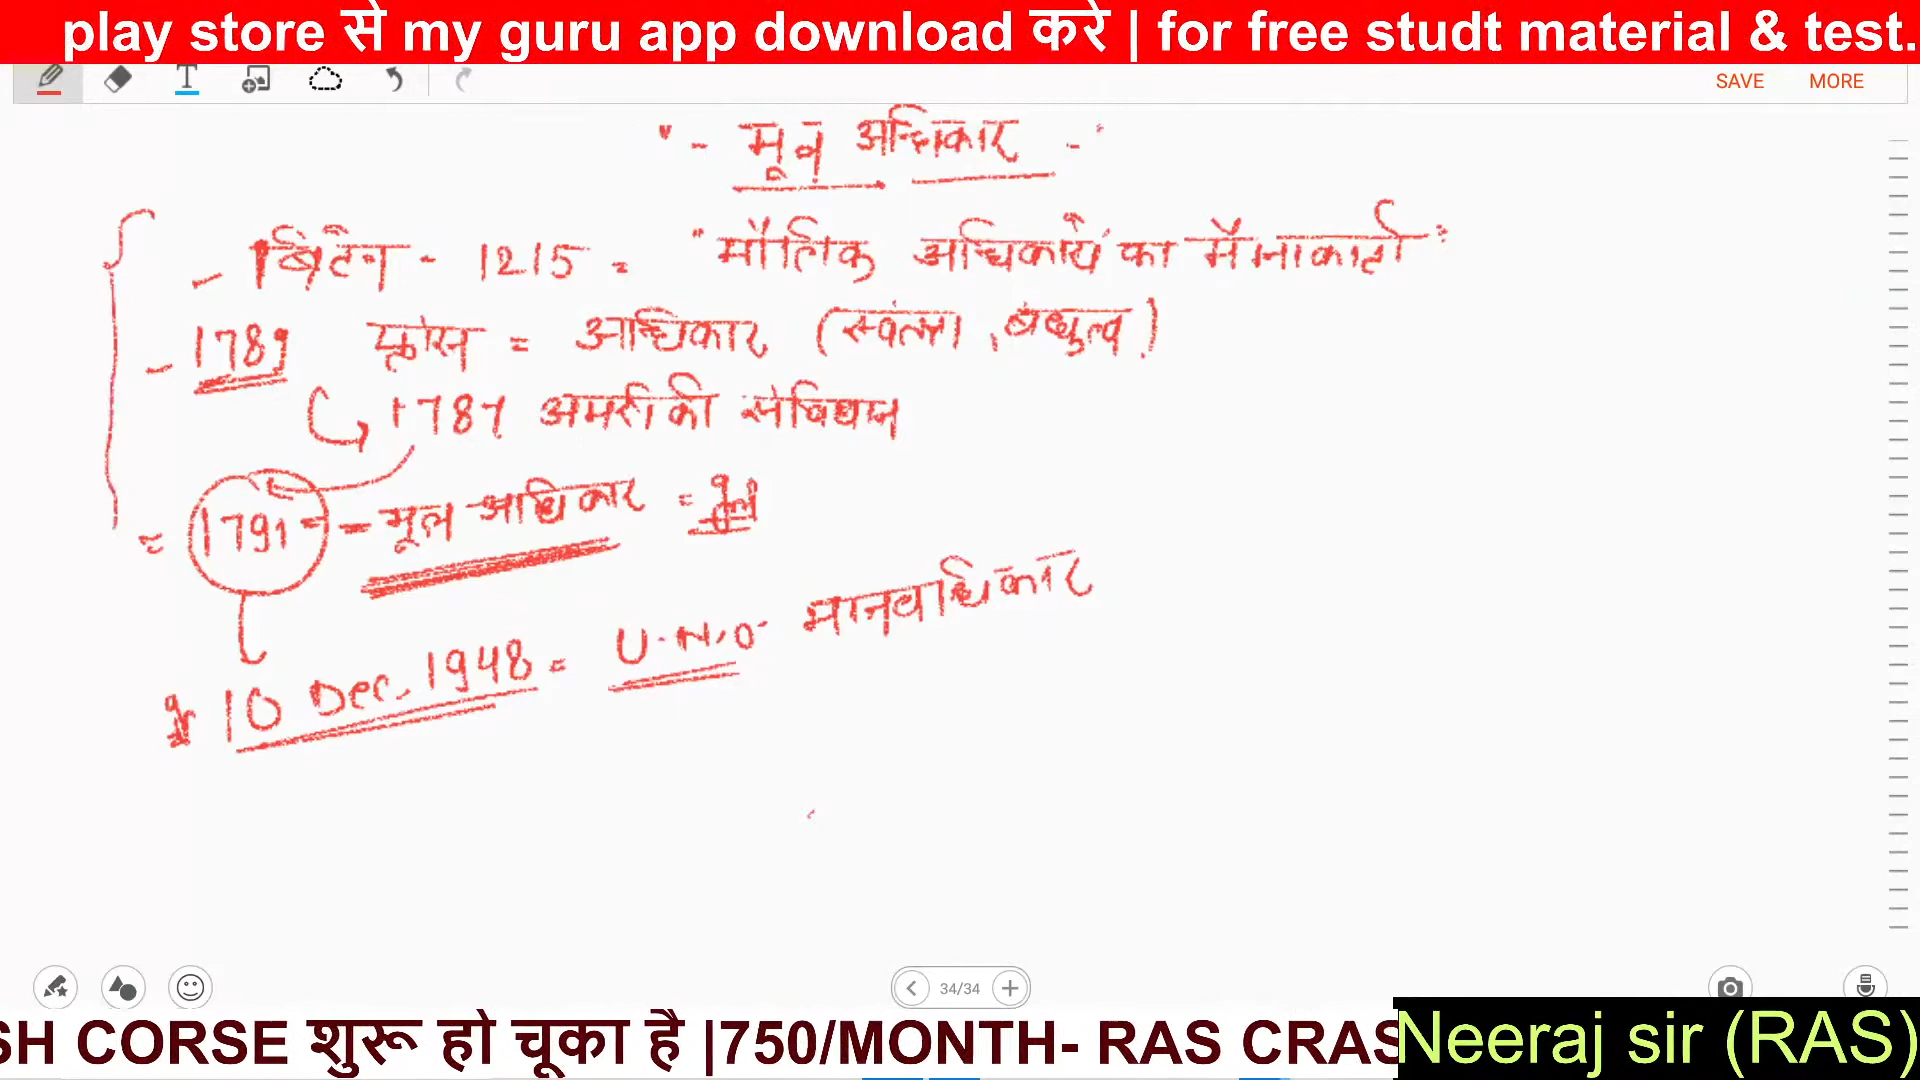 play store से my guru app download करे | for free studt material & test.
SAVE MORE
" - मूल अधिकार - "
- ब्रिटेन - 1215 = "मौलिक अधिकारों का मैग्नाकार्टा"
- 1789 फ्रांस = अधिकार (स्वतंत्रता, बंधुत्व)
1787 अमरीकी संविधान
= 1791 - मूल अधिकार =
10 Dec. 1948 = U.N.O. मानवाधिकार
34/34
SH CORSE शुरू हो चूका है |750/MONTH- RAS CRAS
Neeraj sir (RAS)